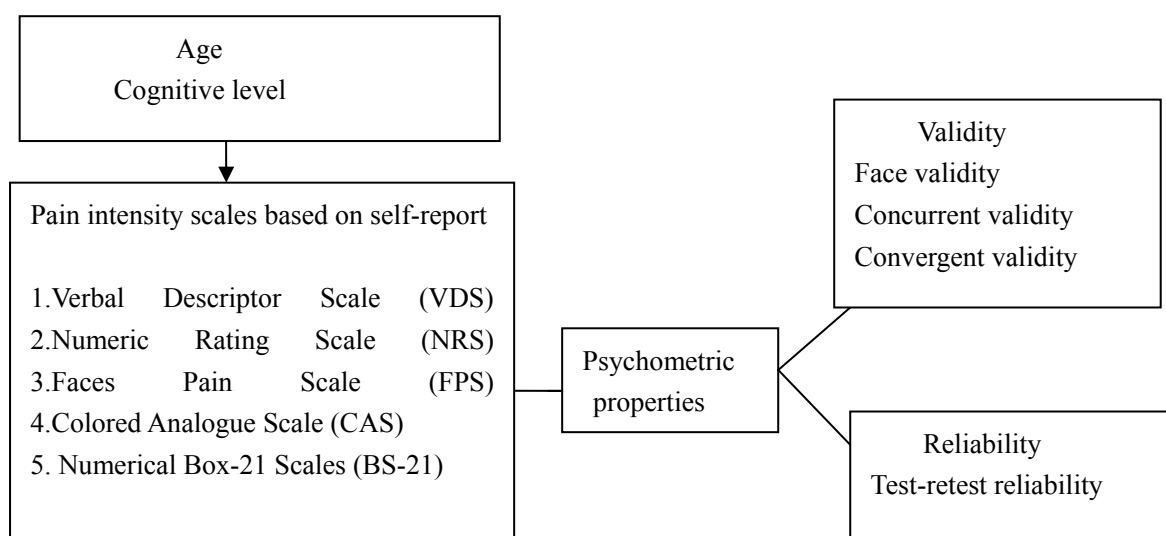 Age
Cognitive level
Pain intensity scales based on self-report
1.Verbal Descriptor Scale (VDS)
2.Numeric Rating Scale (NRS)
3.Faces Pain Scale (FPS)
4.Colored Analogue Scale (CAS)
5. Numerical Box-21 Scales (BS-21)
Psychometric
properties
Validity
Face validity
Concurrent validity
Convergent validity
Reliability
Test-retest reliability